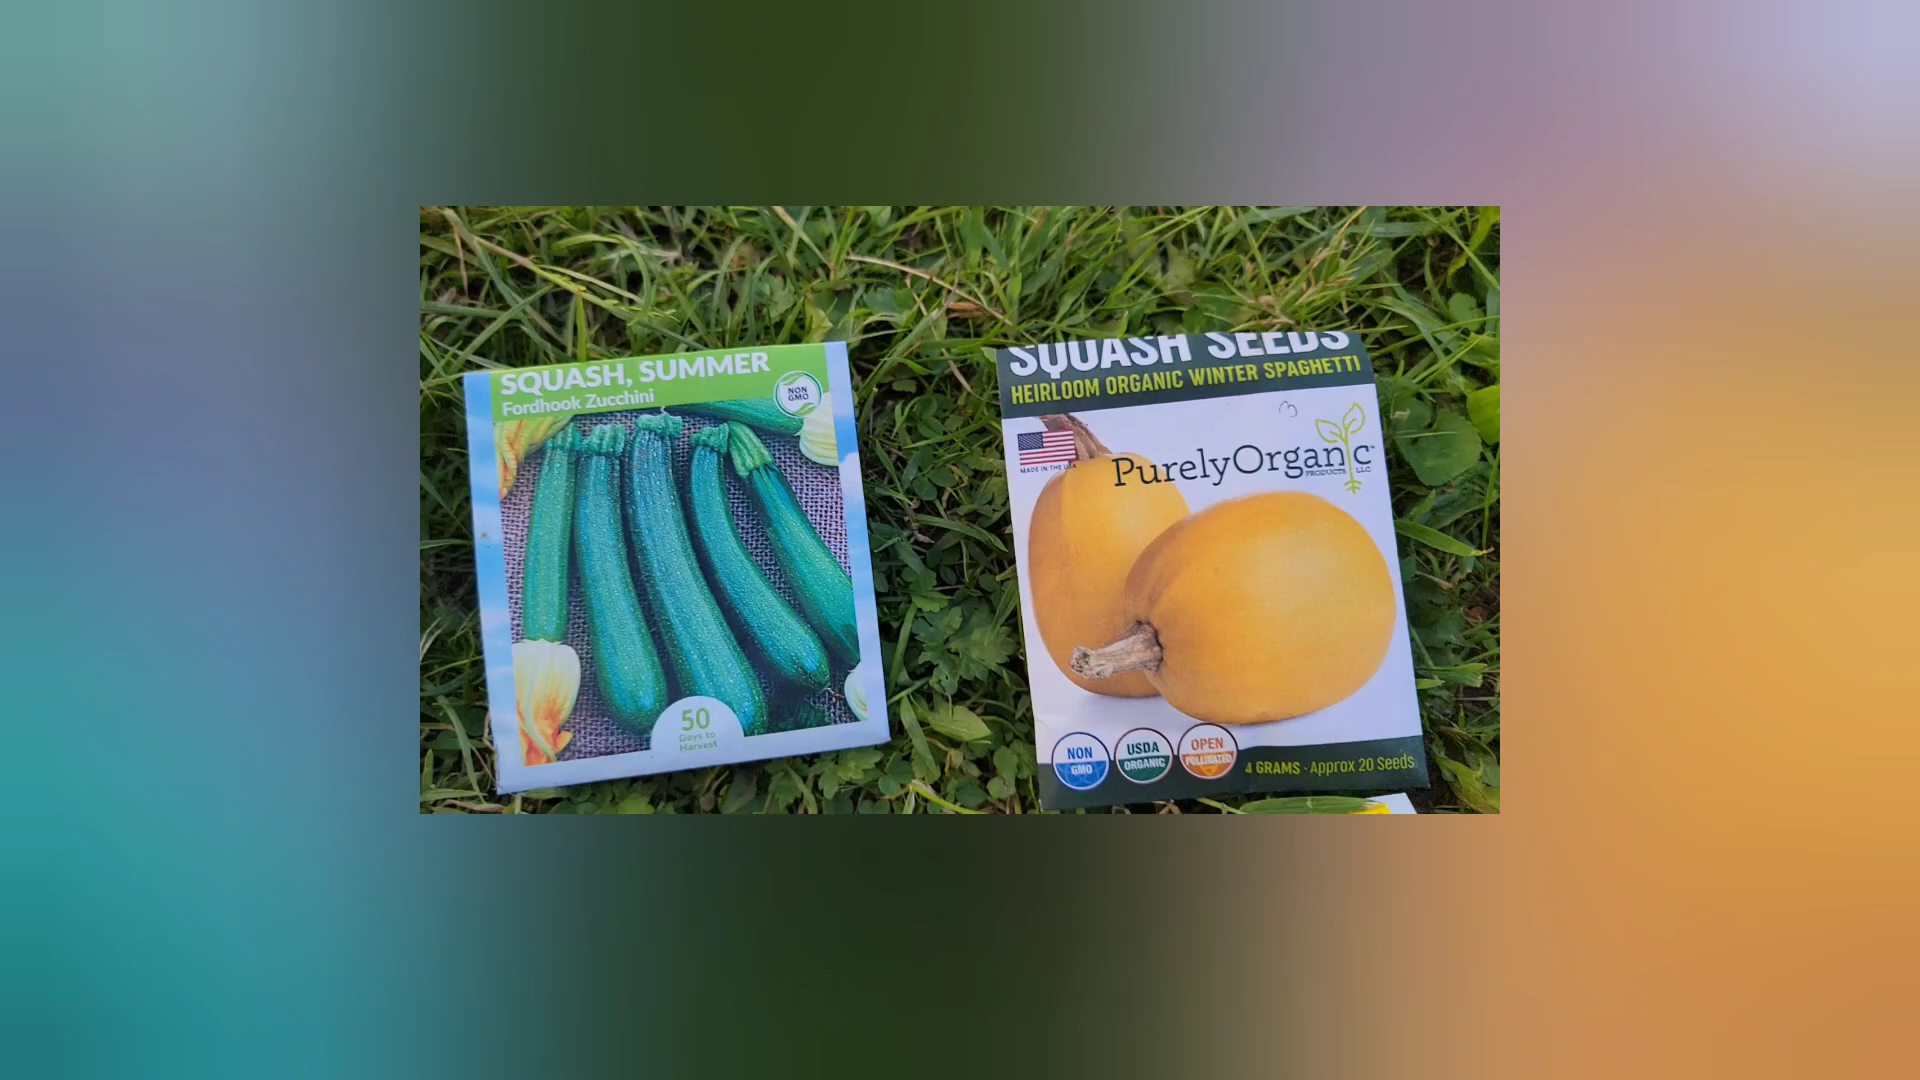 SQUASH, SUMMER
Fordhook Zucchini
NON
GMO
50
Days to
Harvest
SQUASH SEEDS
HEIRLOOM ORGANIC WINTER SPAGHETTI
MADE IN THE USA
PurelyOrganic
PRODUCTS LLC
NON
GMO
USDA
ORGANIC
OPEN
POLLINATED
4 GRAMS · Approx 20 Seeds